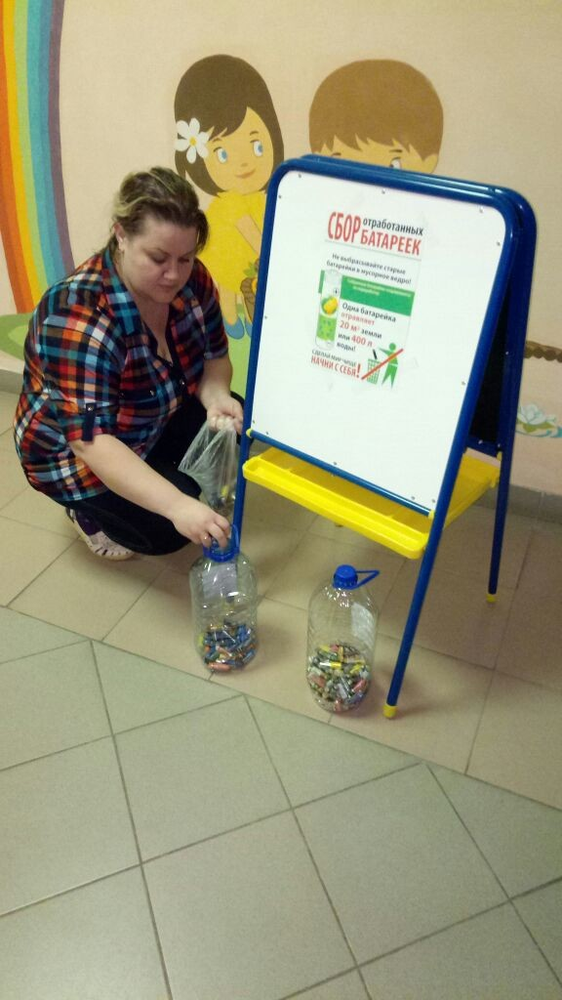 СБОР отработанных
БАТАРЕЕК
Не выбрасывайте старые
батарейки в мусорное ведро!
Одна батарейка
отравляет
20 м² земли
или 400 л
воды!
СДЕЛАЙ МИР ЧИЩЕ
НАЧНИ С СЕБЯ!